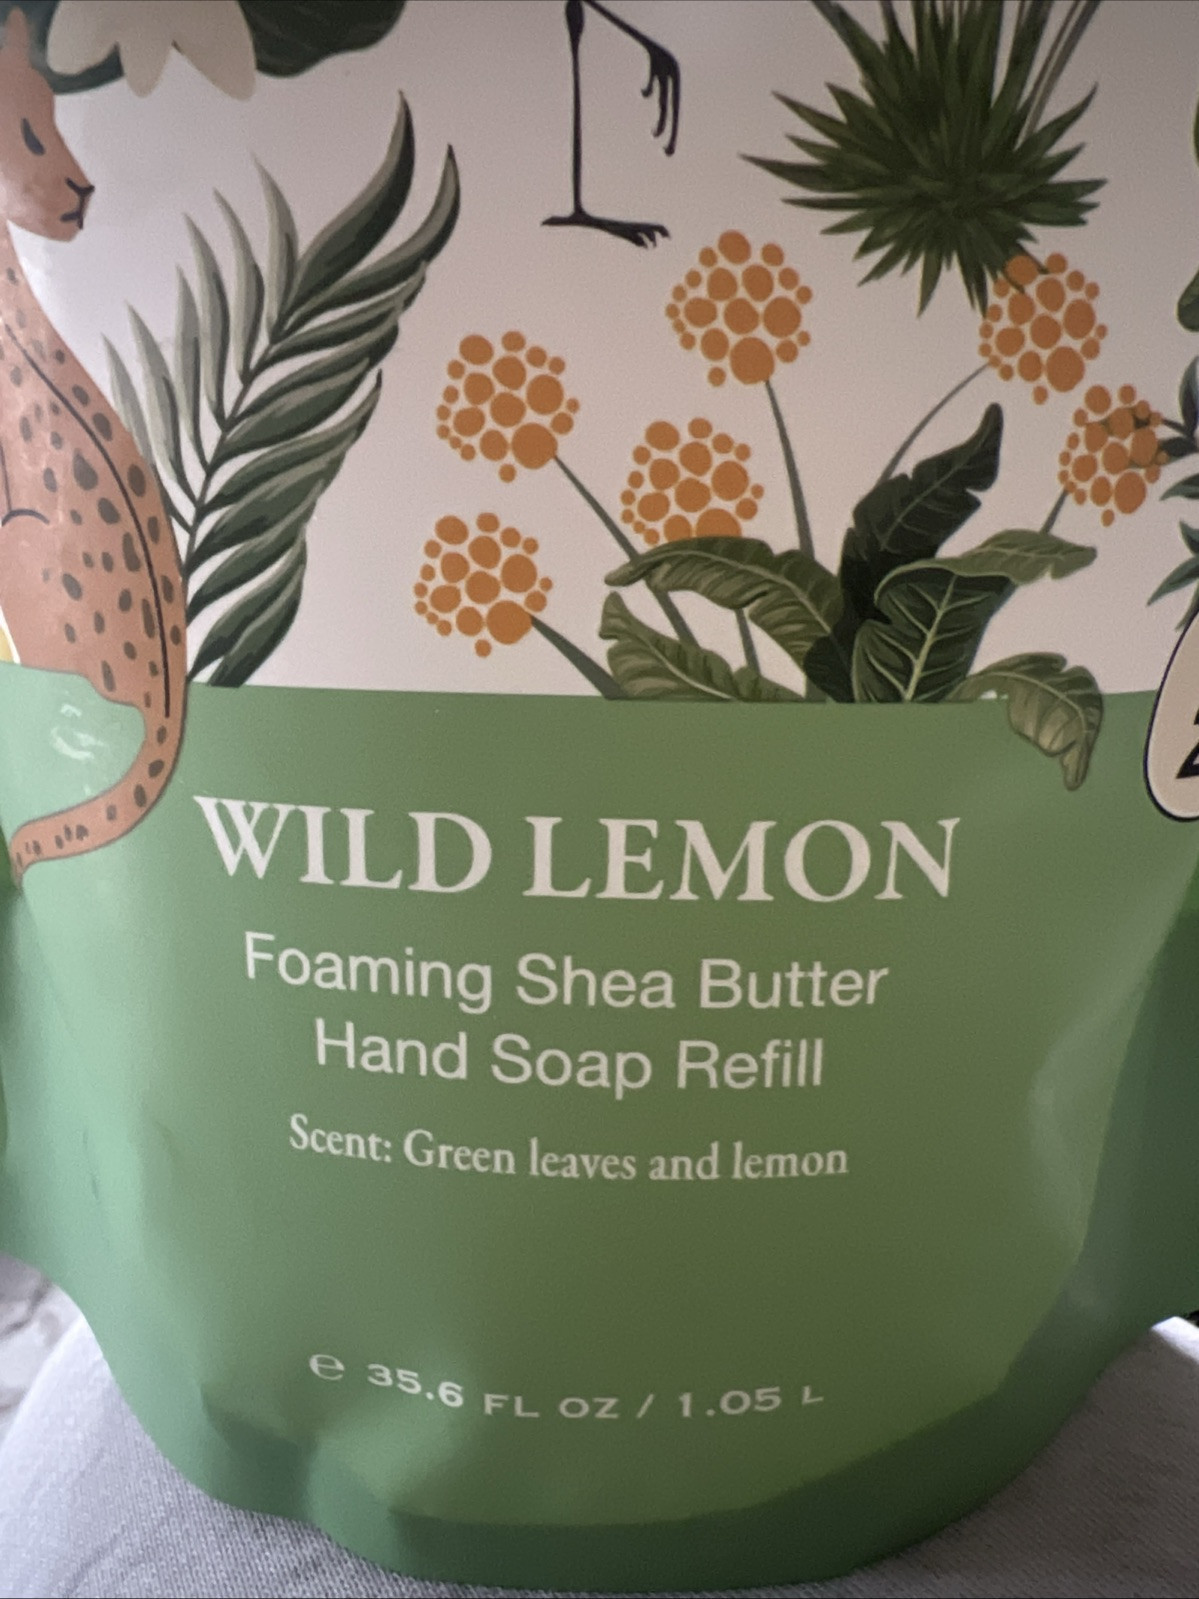 WILD LEMON
Foaming Shea Butter
Hand Soap Refill
Scent: Green leaves and lemon
℮ 35.6 FL OZ / 1.05 L